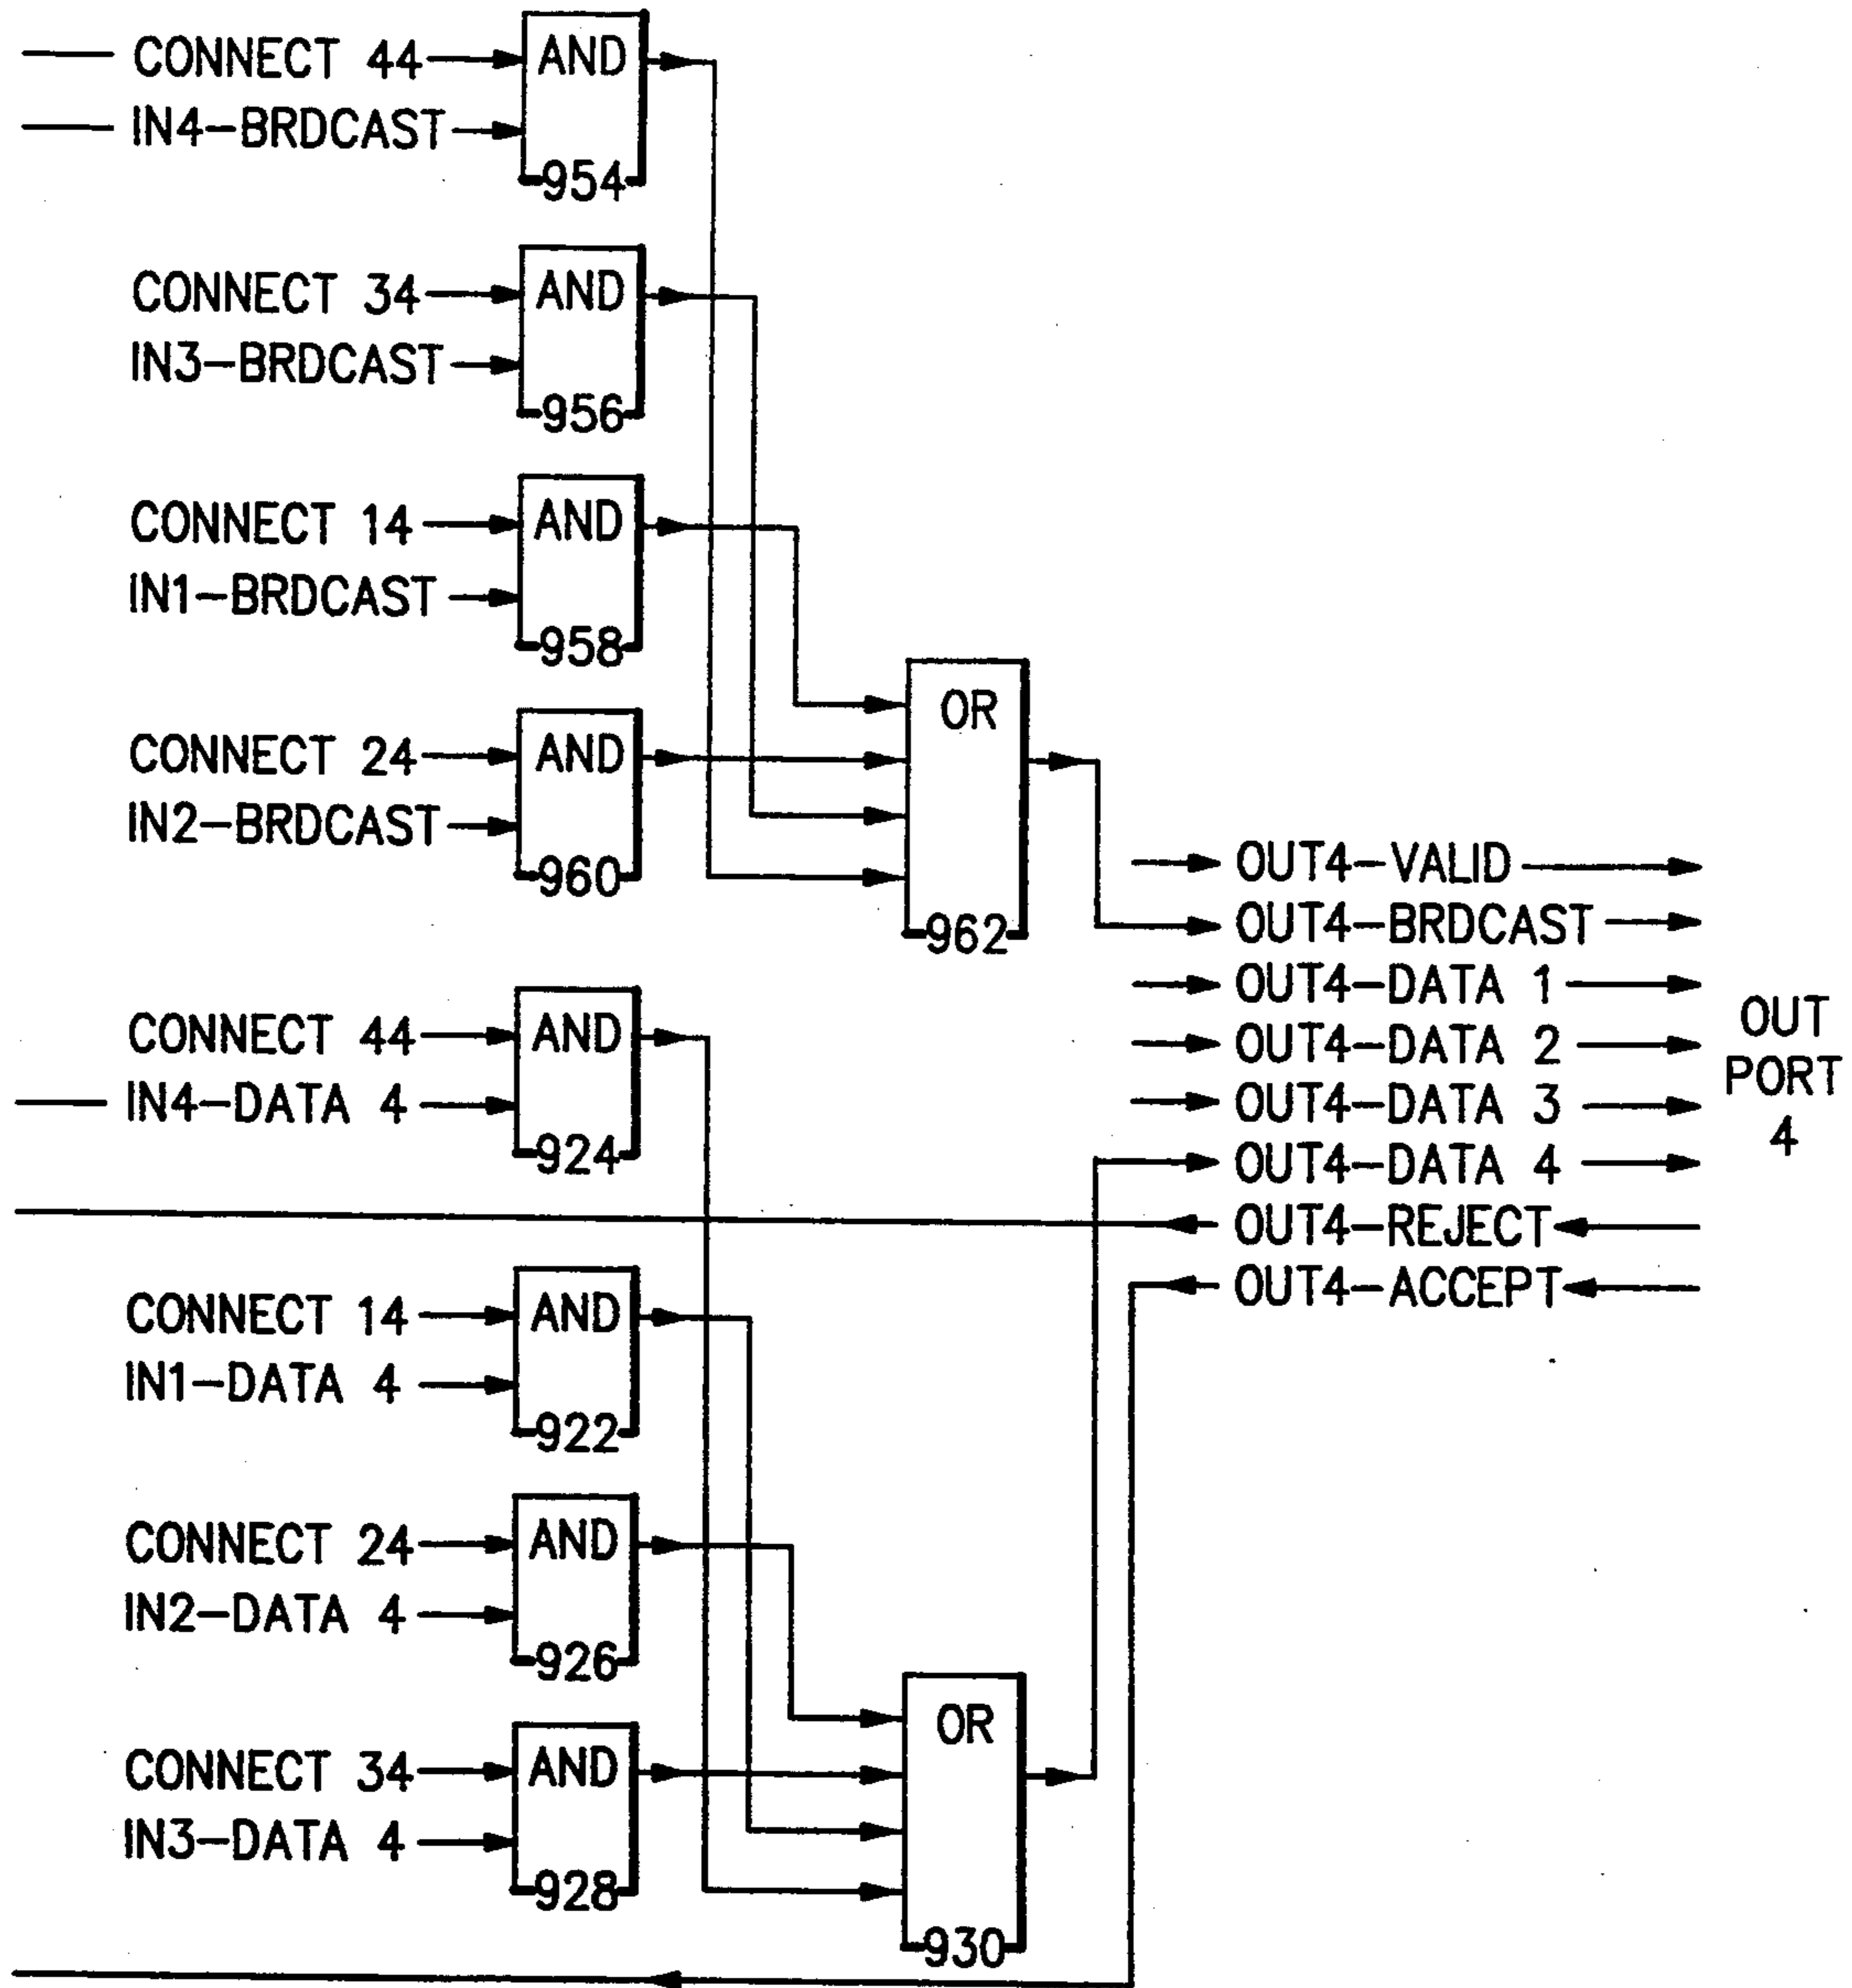 CONNECT 44
AND
IN4-BRDCAST
954
CONNECT 34
AND
IN3-BRDCAST
956
CONNECT 14
AND
IN1-BRDCAST
958
CONNECT 24
AND
IN2-BRDCAST
960
OR
962
CONNECT 44
AND
IN4-DATA 4
924
CONNECT 14
AND
IN1-DATA 4
922
CONNECT 24
AND
IN2-DATA 4
926
CONNECT 34
AND
IN3-DATA 4
928
OR
930
OUT4-VALID
OUT4-BRDCAST
OUT4-DATA 1
OUT4-DATA 2
OUT4-DATA 3
OUT4-DATA 4
OUT4-REJECT
OUT4-ACCEPT
OUT
PORT
4